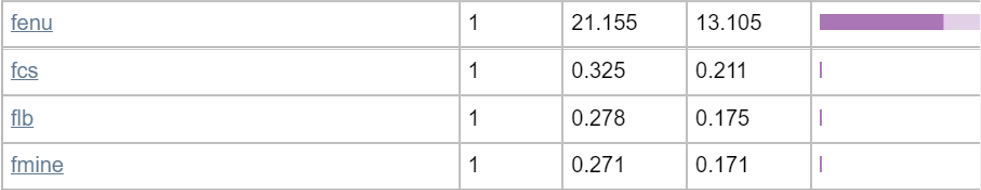 fenu 1 21.155 13.105
fcs 1 0.325 0.211
flb 1 0.278 0.175
fmine 1 0.271 0.171